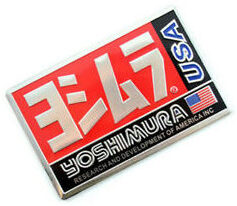 ヨシムラ®
USA
YOSHIMURA
RESEARCH AND DEVELOPMENT OF AMERICA INC